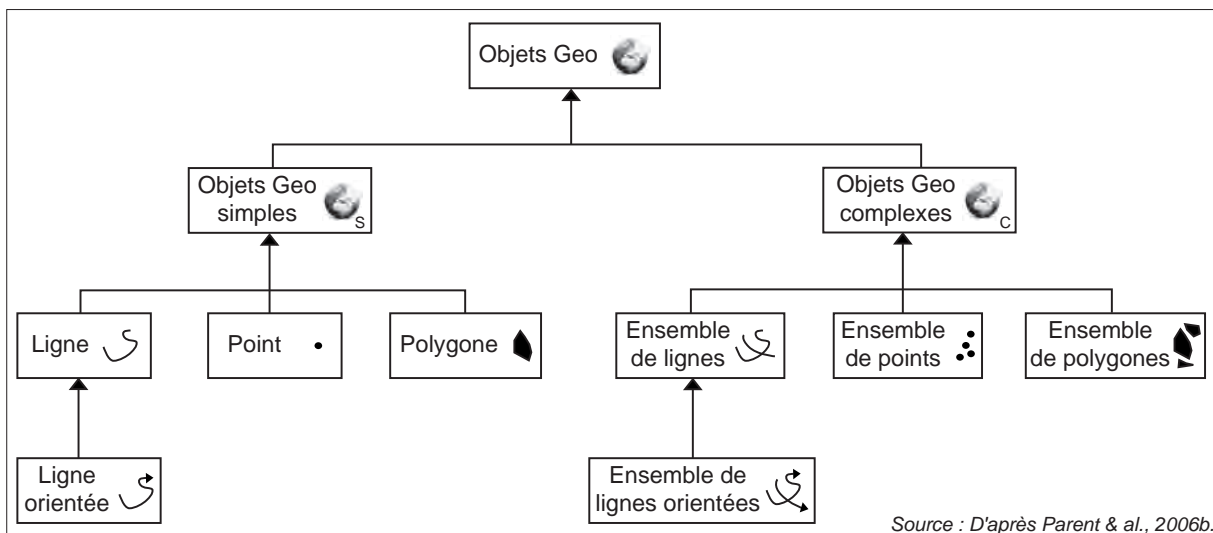 Objets Geo
Objets Geo
simples
S
Objets Geo
complexes
C
Ligne
Point
Polygone
Ensemble
de lignes
Ensemble
de points
Ensemble
de polygones
Ligne
orientée
Ensemble de
lignes orientées
Source : D'après Parent & al., 2006b.